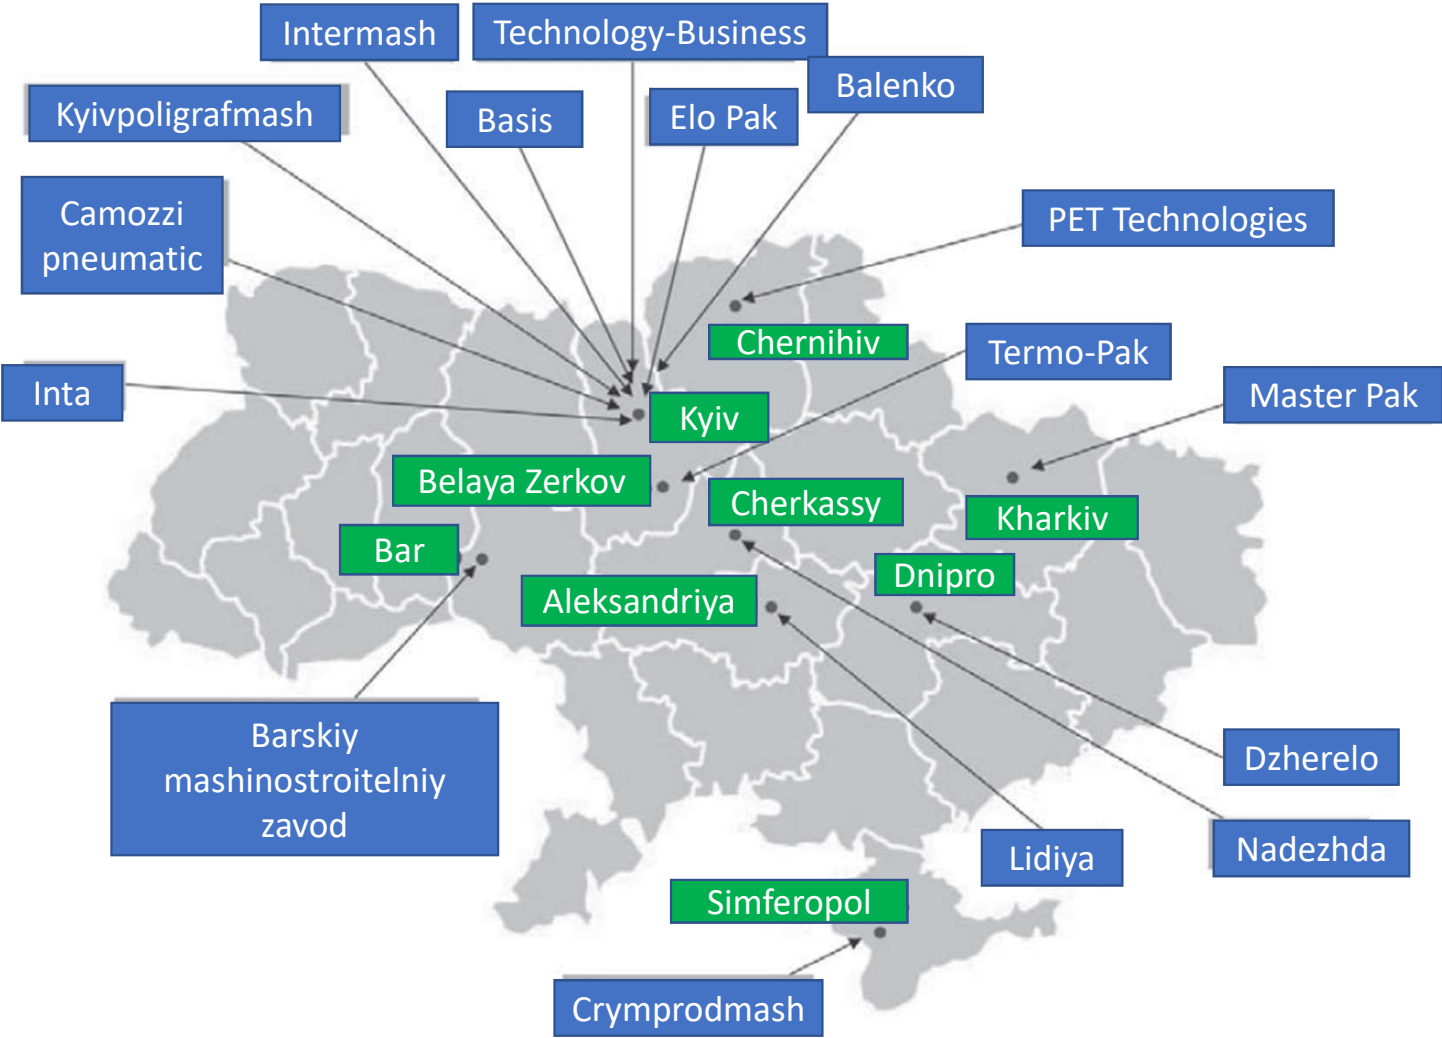 Intermash
Technology-Business
Balenko
Kyivpoligrafmash
Basis
Elo Pak
Camozzi
pneumatic
PET Technologies
Chernihiv
Termo-Pak
Inta
Kyiv
Master Pak
Belaya Zerkov
Cherkassy
Kharkiv
Bar
Dnipro
Aleksandriya
Barskiy
mashinostroitelniy
zavod
Dzherelo
Nadezhda
Lidiya
Simferopol
Crymprodmash